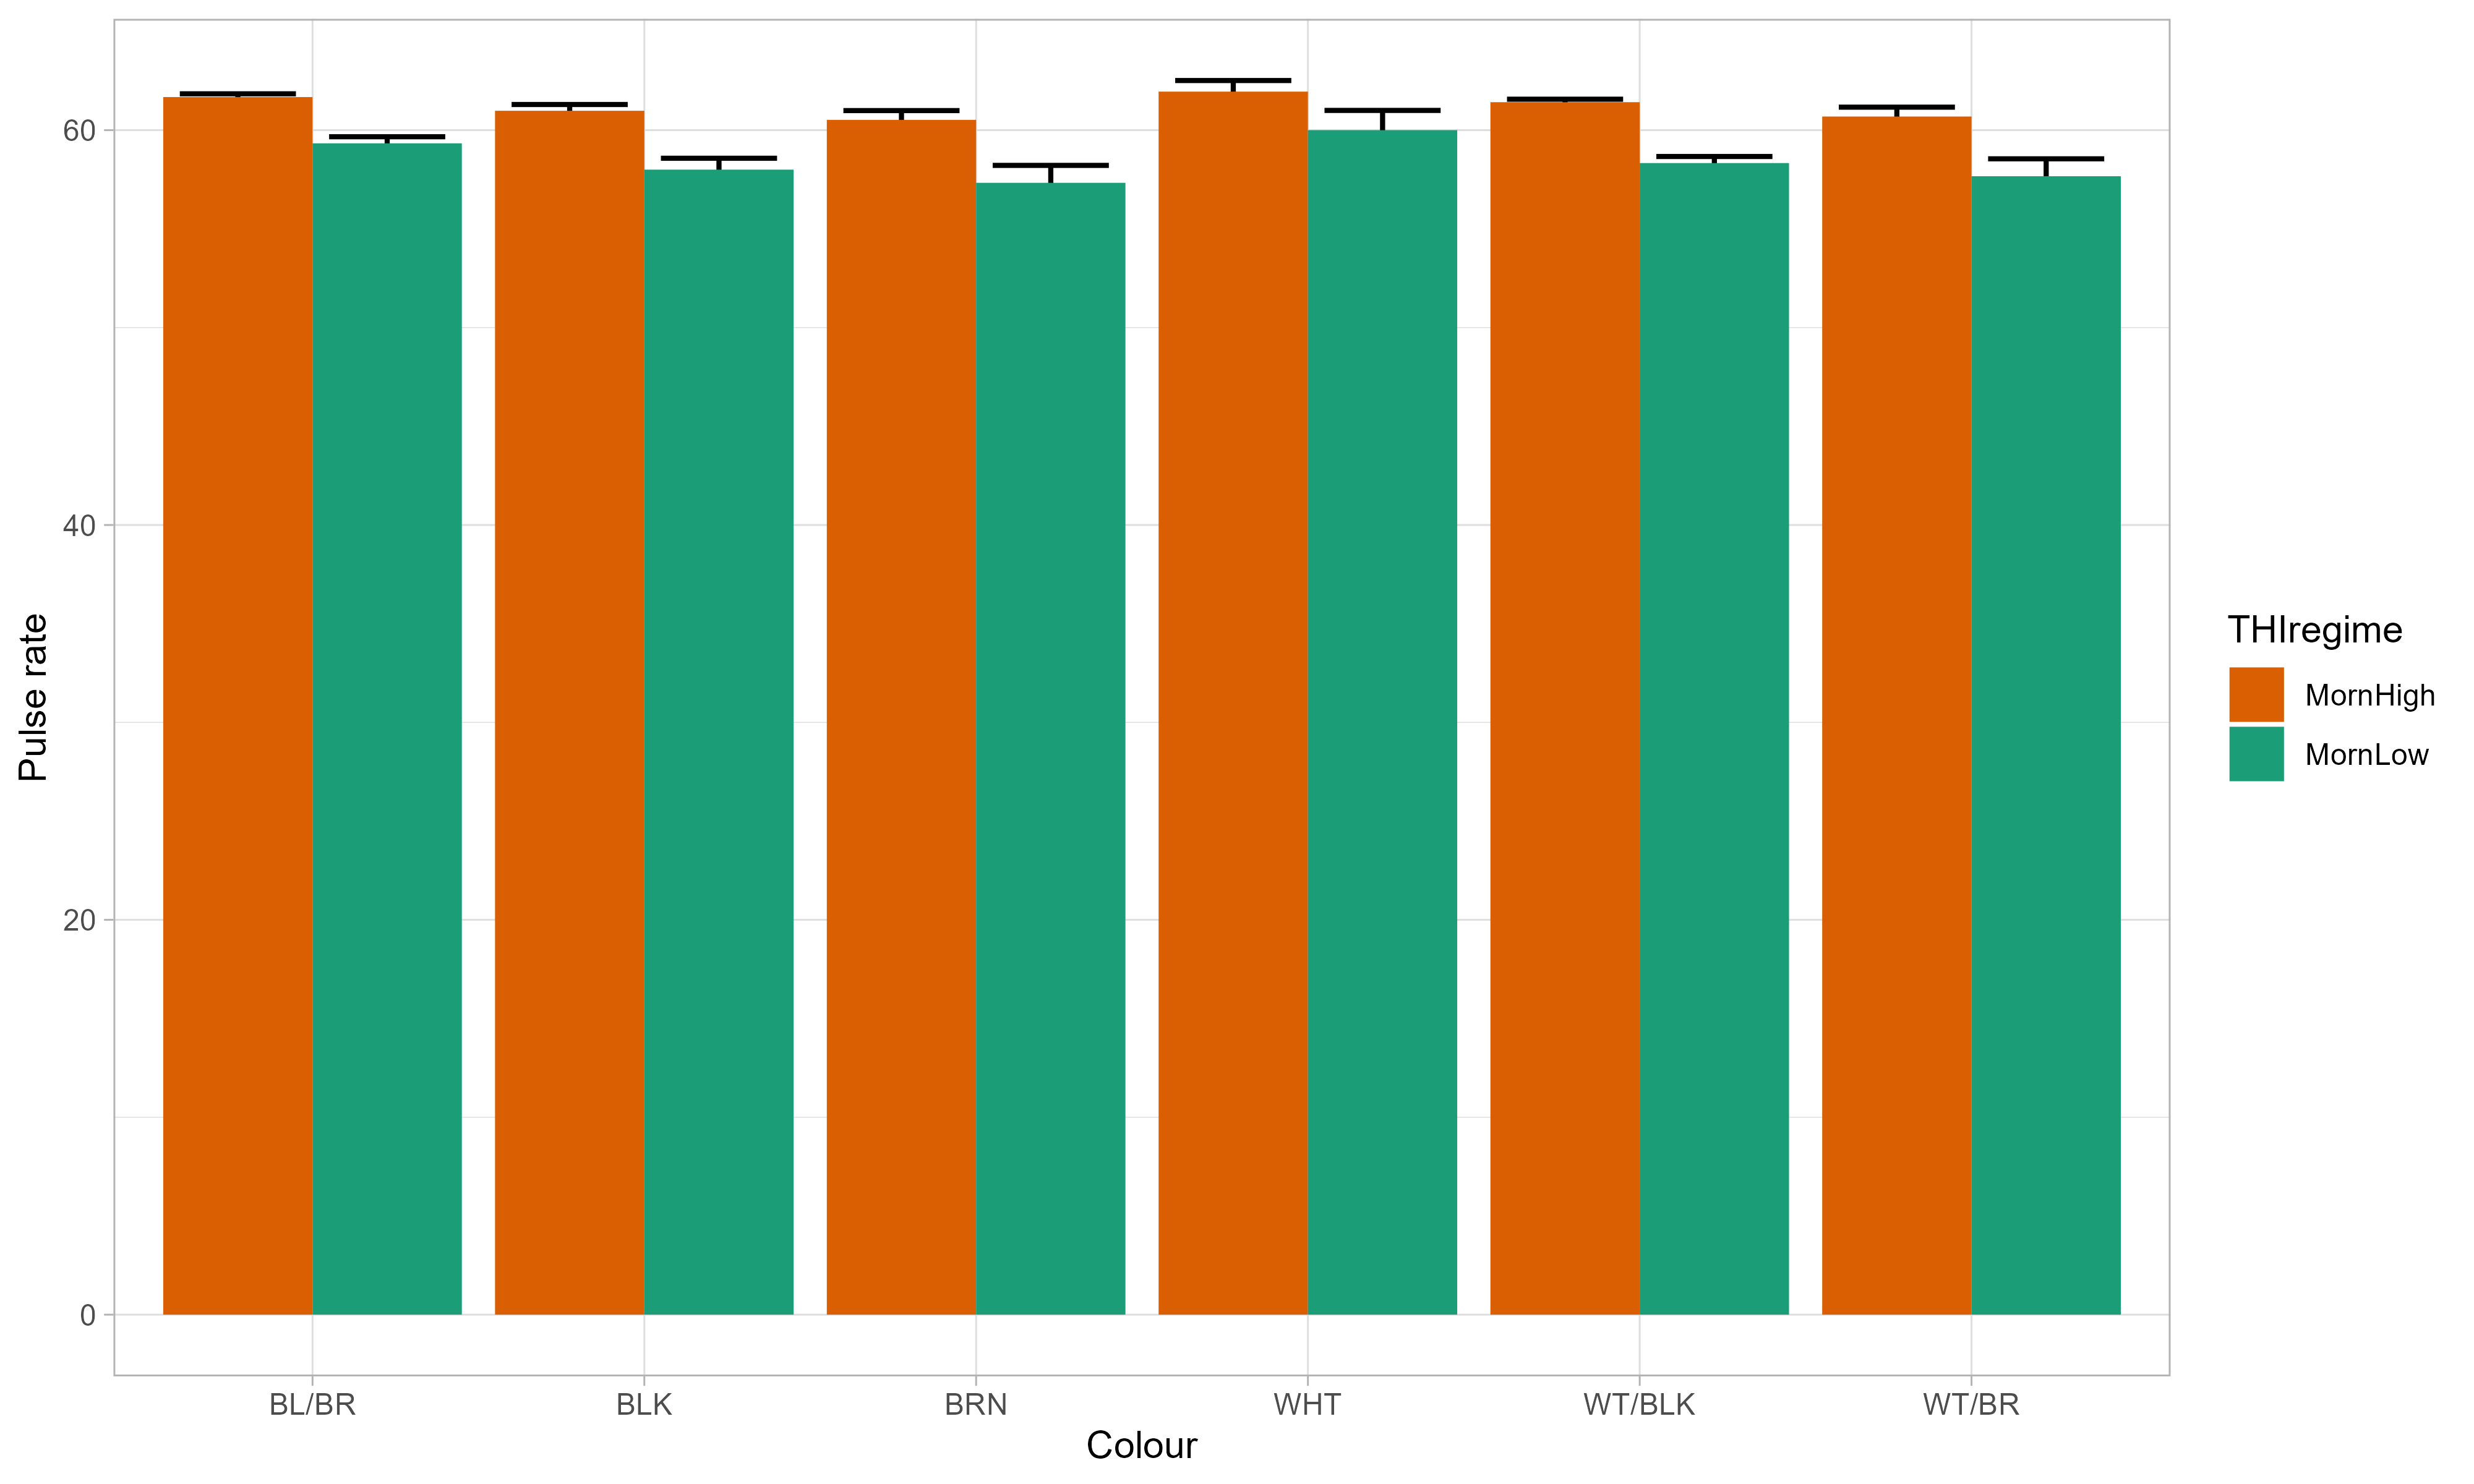 60
40
20
0
Pulse rate
BL/BR BLK BRN WHT WT/BLK WT/BR
Colour
THIregime
MornHigh
MornLow